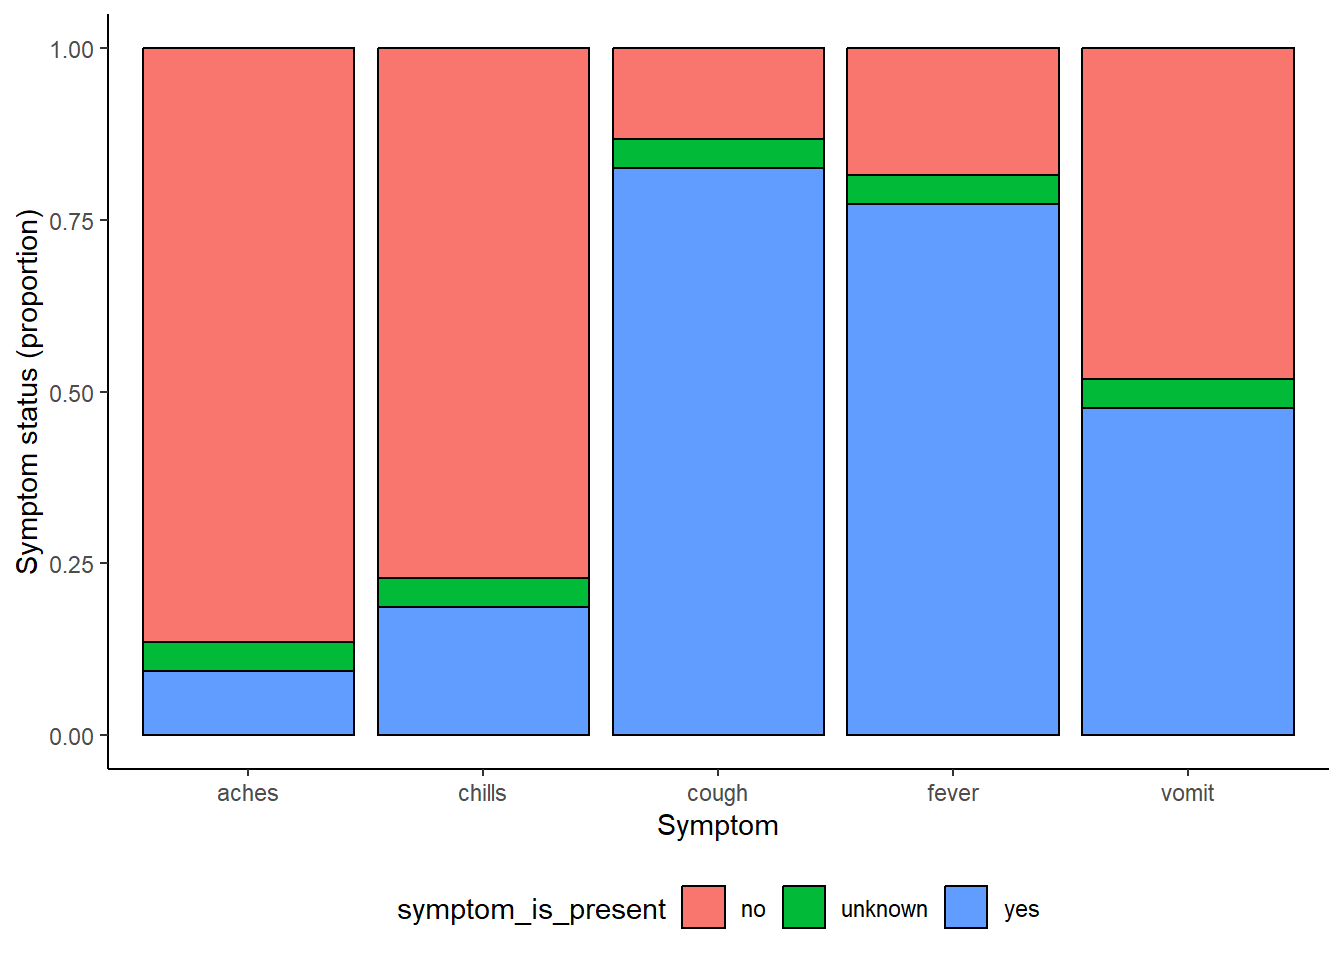 Symptom status (proportion)
1.00
0.75
0.50
0.25
0.00
aches chills cough fever vomit
Symptom
symptom_is_present no unknown yes